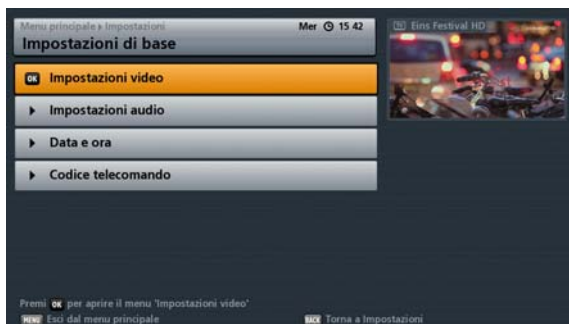 Menu principale ▸ Impostazioni
Mer 15 42
Impostazioni di base
TV Eins Festival HD
OK Impostazioni video
Impostazioni audio
Data e ora
Codice telecomando
Premi OK per aprire il menu 'Impostazioni video'
MENU Esci dal menu principale
BACK Torna a Impostazioni